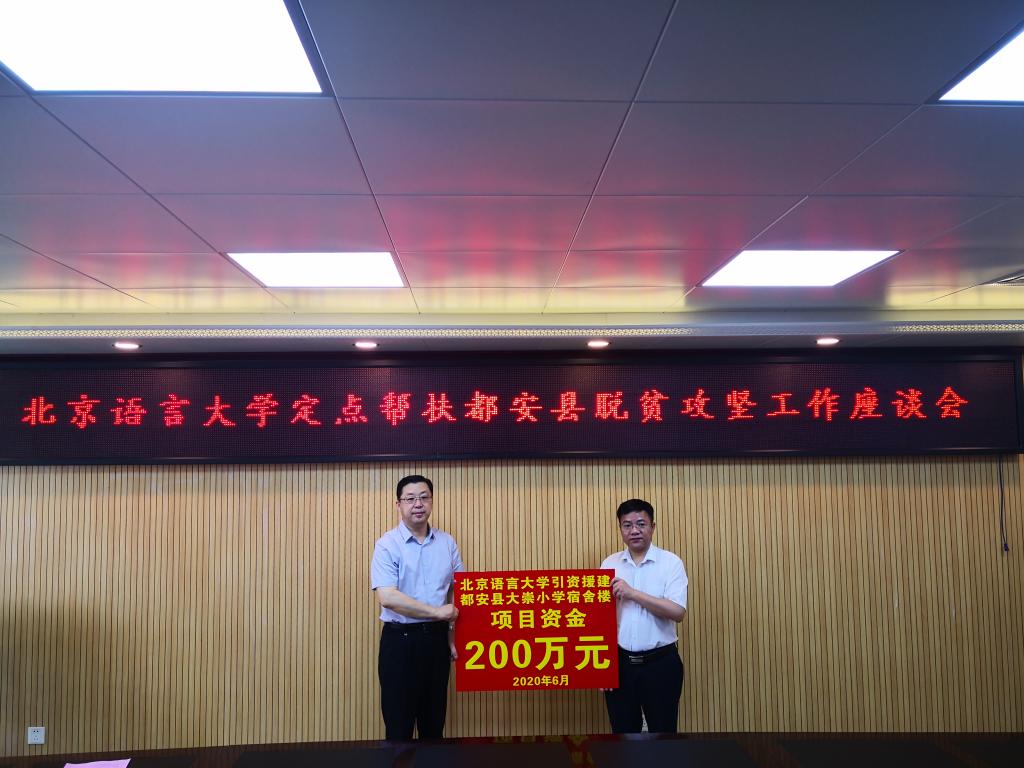 北京语言大学定点帮扶都安县脱贫攻坚工作座谈会
北京语言大学引资援建
都安县大崇小学宿舍楼
项目资金
200万元
2020年6月